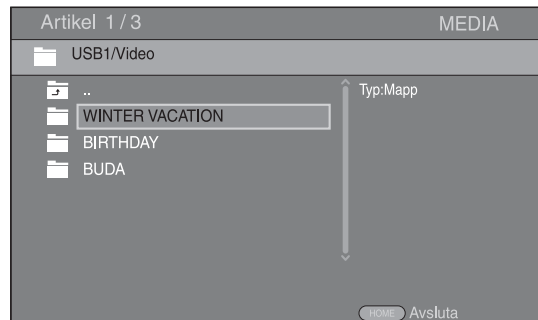 Artikel 1 / 3 MEDIA
USB1/Video
.. Typ:Mapp
WINTER VACATION
BIRTHDAY
BUDA
HOME Avsluta